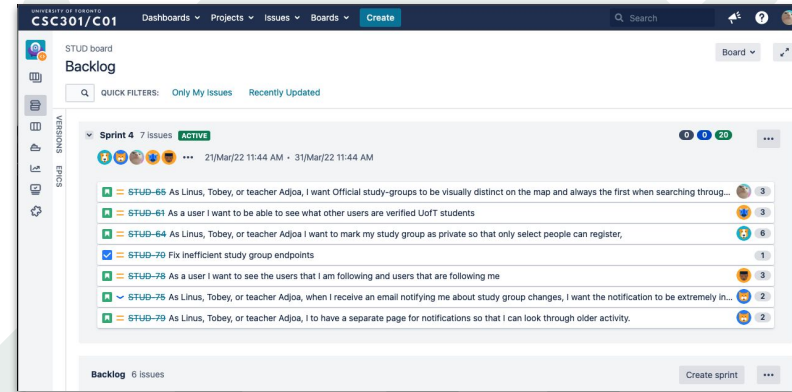 UNIVERSITY OF TORONTO
CSC301/C01
Dashboards Projects Issues Boards Create
Search
STUD board
Backlog
Board
QUICK FILTERS: Only My Issues Recently Updated
VERSIONS
EPICS
Sprint 4 7 issues ACTIVE
0 0 20
... 21/Mar/22 11:44 AM • 31/Mar/22 11:44 AM
STUD-65 As Linus, Tobey, or teacher Adjoa, I want Official study-groups to be visually distinct on the map and always the first when searching throug... 3
STUD-61 As a user I want to be able to see what other users are verified UofT students 3
STUD-64 As Linus, Tobey, or teacher Adjoa I want to mark my study group as private so that only select people can register, 6
STUD-70 Fix inefficient study group endpoints 1
STUD-78 As a user I want to see the users that I am following and users that are following me 3
STUD-75 As Linus, Tobey, or teacher Adjoa, when I receive an email notifying me about study group changes, I want the notification to be extremely in... 2
STUD-79 As Linus, Tobey, or teacher Adjoa, I to have a separate page for notifications so that I can look through older activity. 2
Backlog 6 issues
Create sprint ...